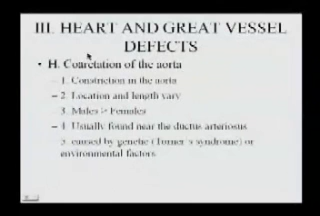 III. HEART AND GREAT VESSEL
DEFECTS
• H. Coarctation of the aorta
– 1. Constriction in the aorta
– 2. Location and length vary
– 3. Males > Females
– 4. Usually found near the ductus arteriosus
– 5. caused by genetic (Turner's syndrome) or
environmental factors